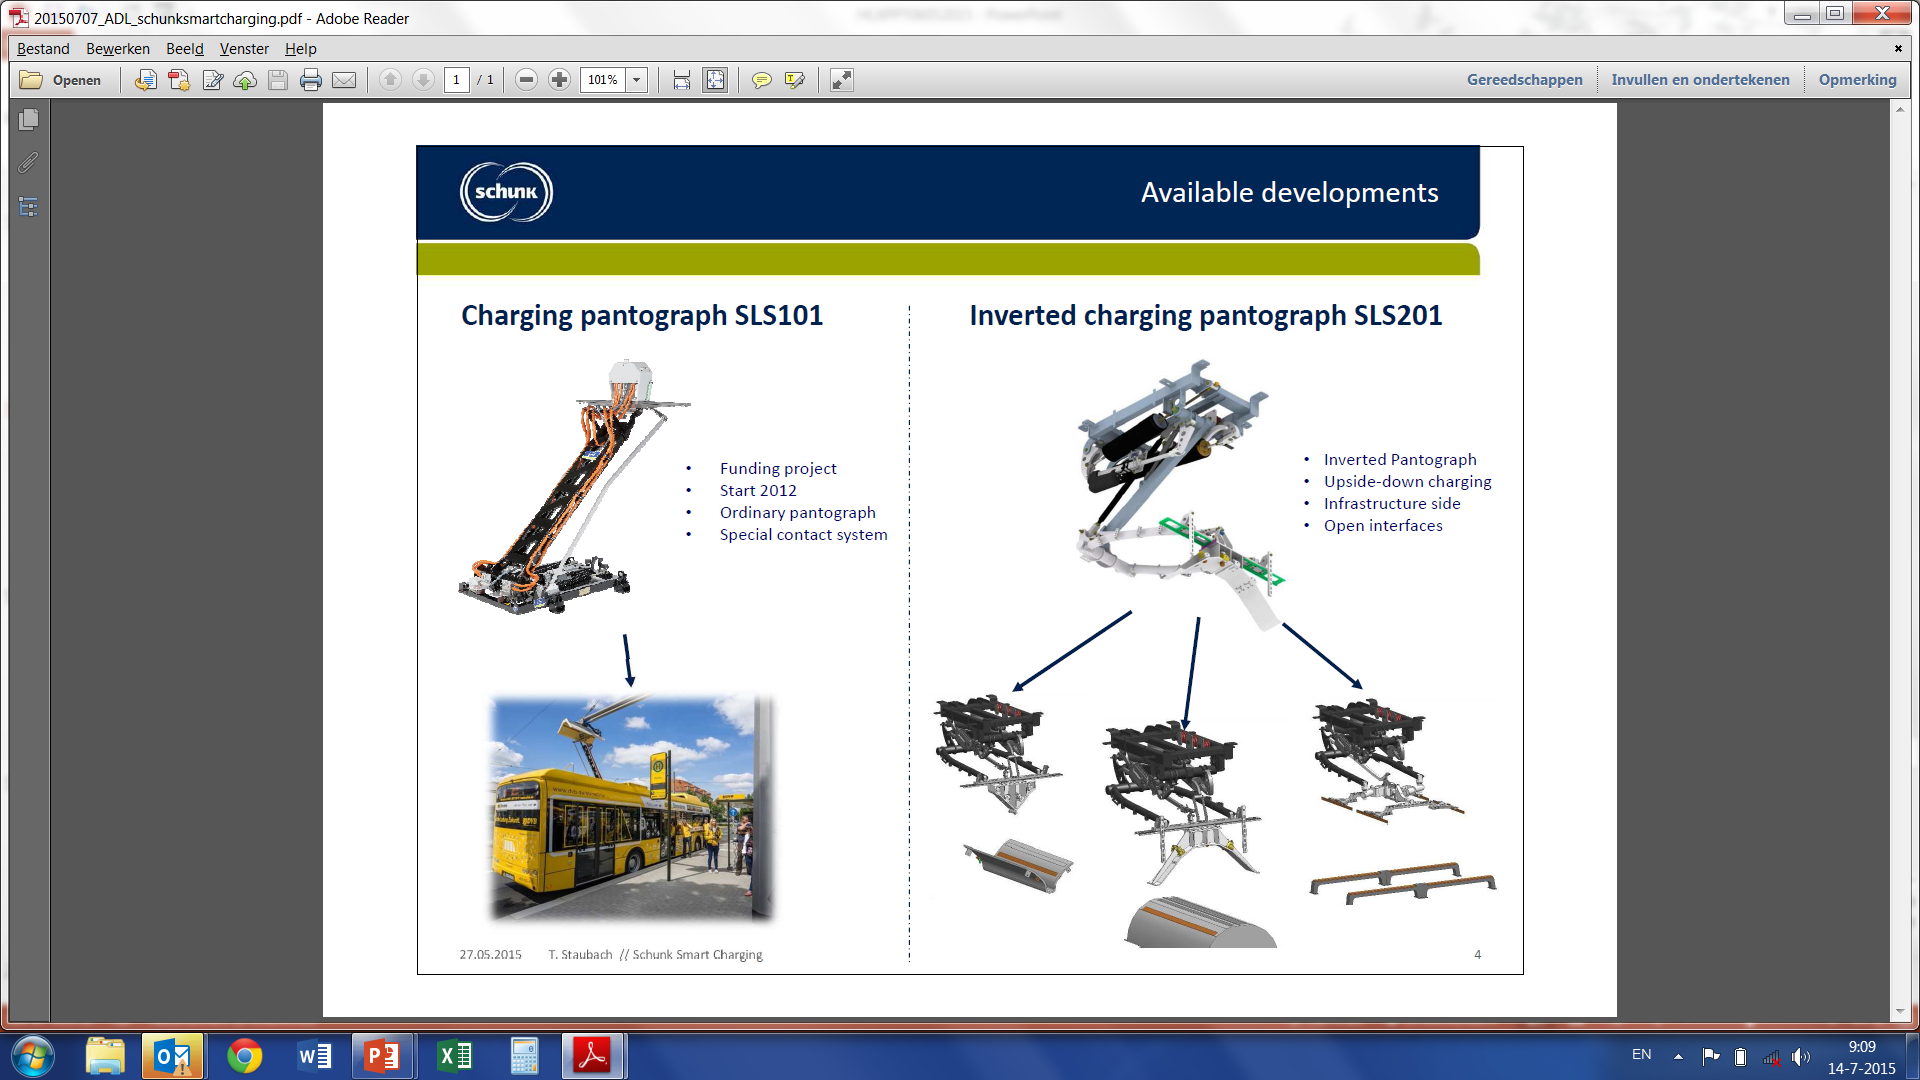 20150707_ADL_schunksmartcharging.pdf - Adobe Reader
Bestand Bewerken Beeld Venster Help
Openen 1 / 1 101% Gereedschappen Invullen en ondertekenen Opmerking
schunk
Available developments
Charging pantograph SLS101
• Funding project
• Start 2012
• Ordinary pantograph
• Special contact system
Inverted charging pantograph SLS201
• Inverted Pantograph
• Upside-down charging
• Infrastructure side
• Open interfaces
27.05.2015 T. Staubach // Schunk Smart Charging 4
EN
9:09
14-7-2015